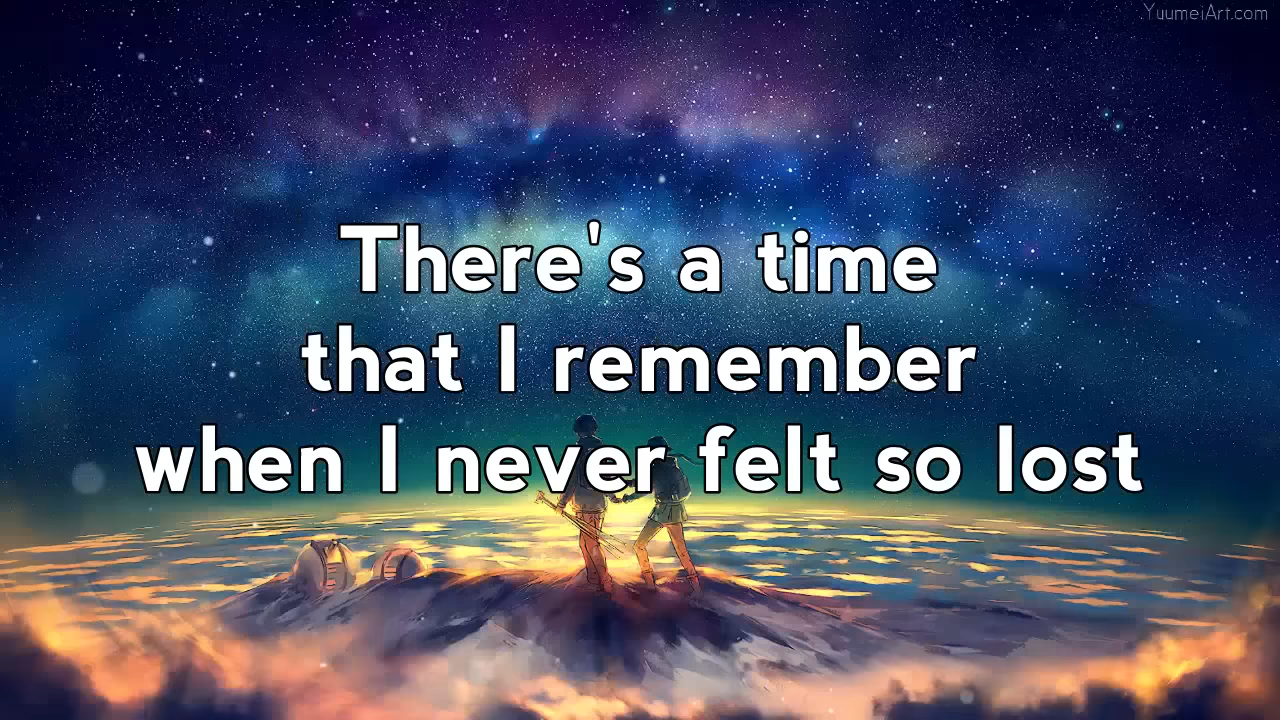 YuumeiArt.com
There's a time
that I remember
when I never felt so lost